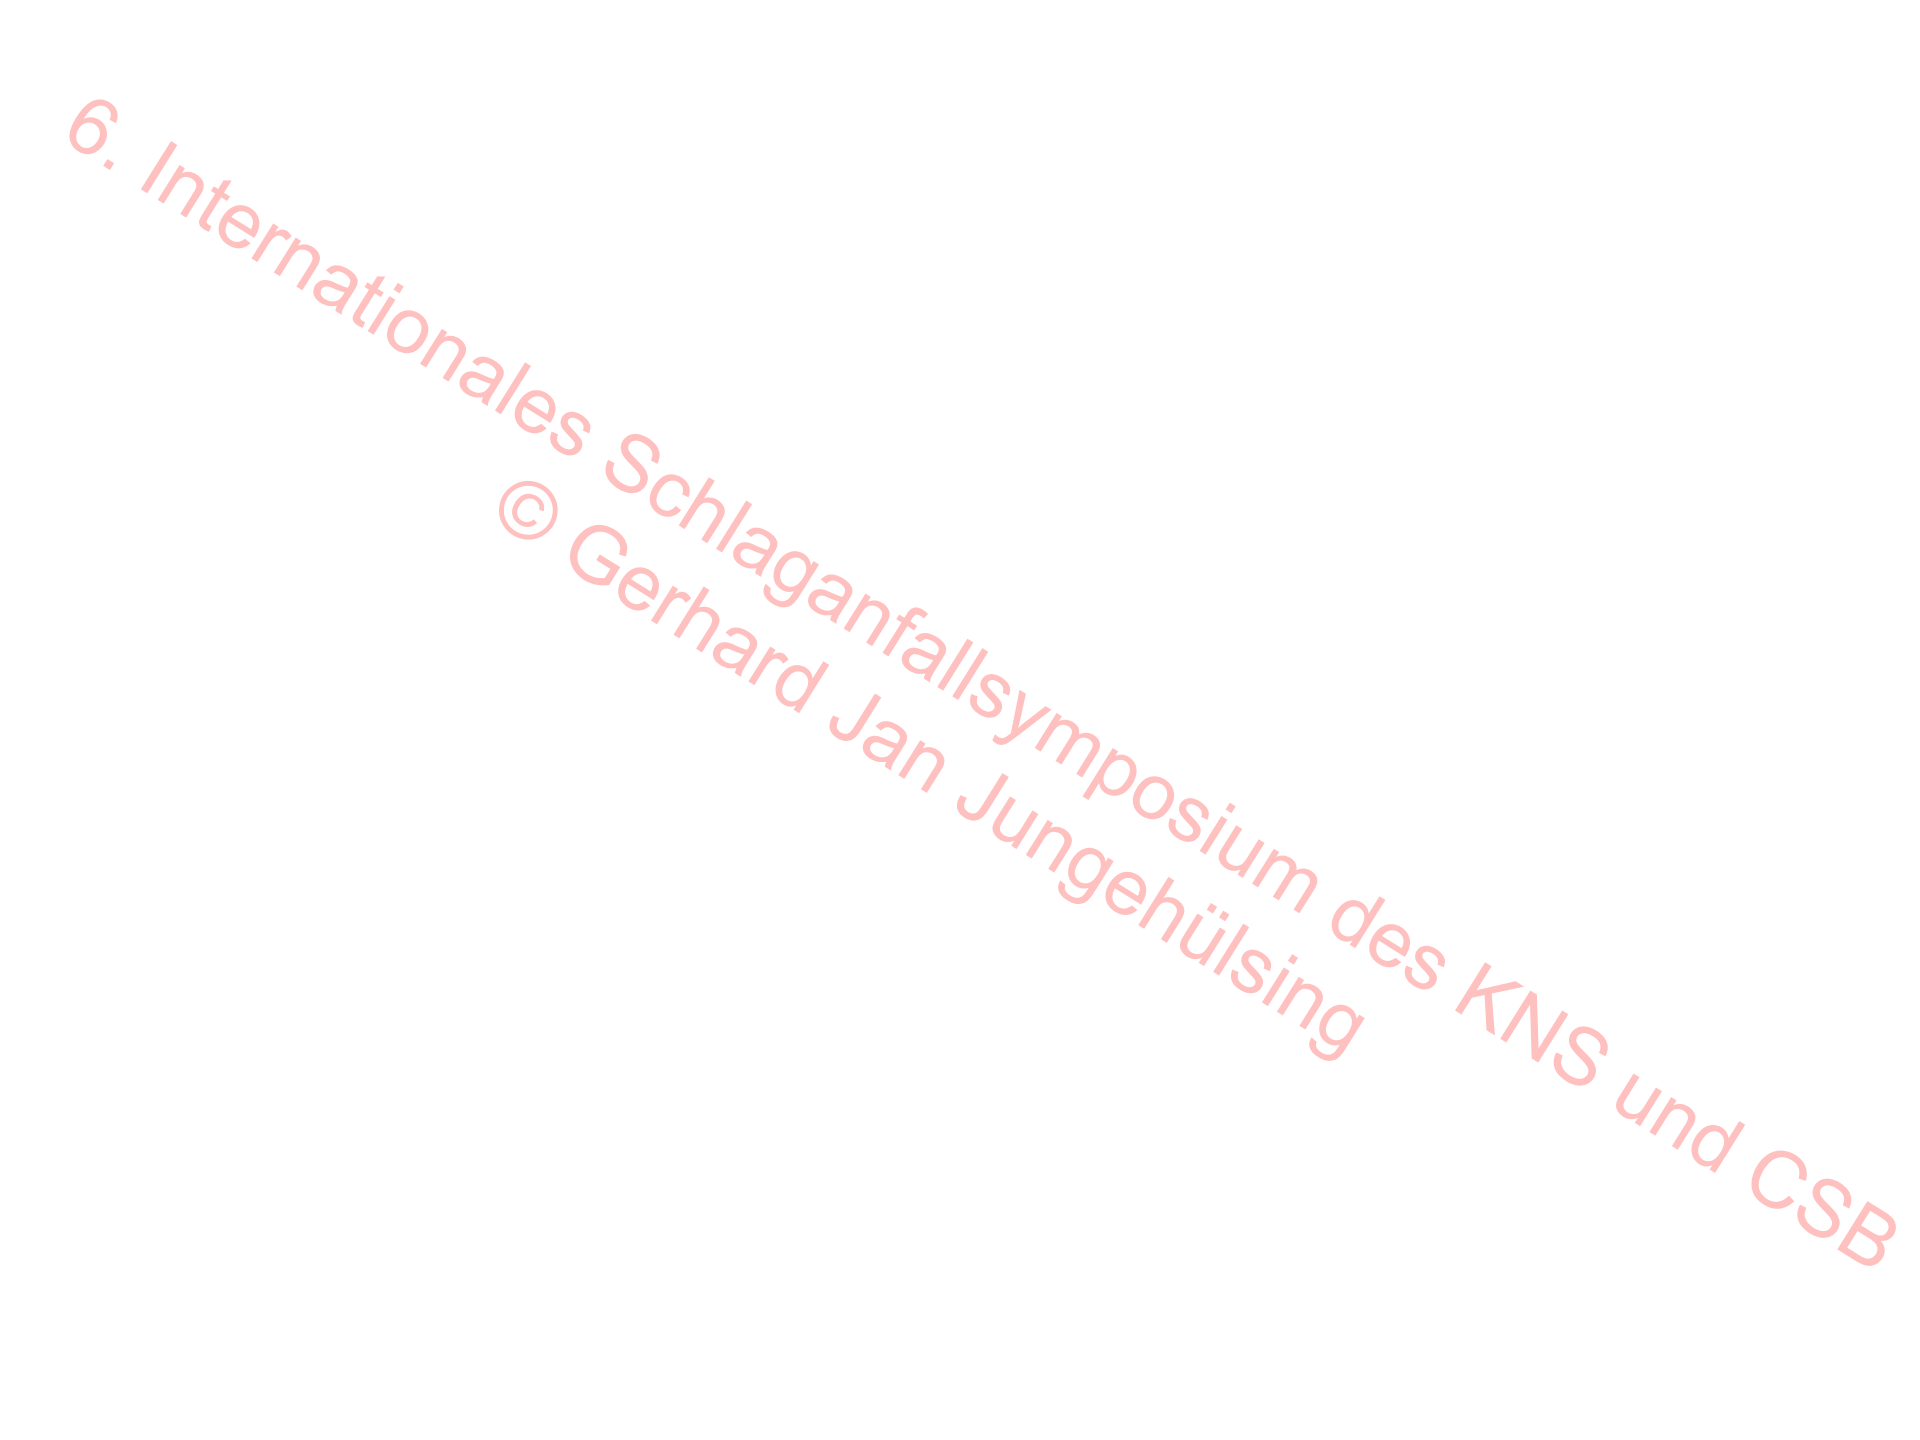 6. Internationales Schlaganfallsymposium des KNS und CSB
© Gerhard Jan Jungehülsing